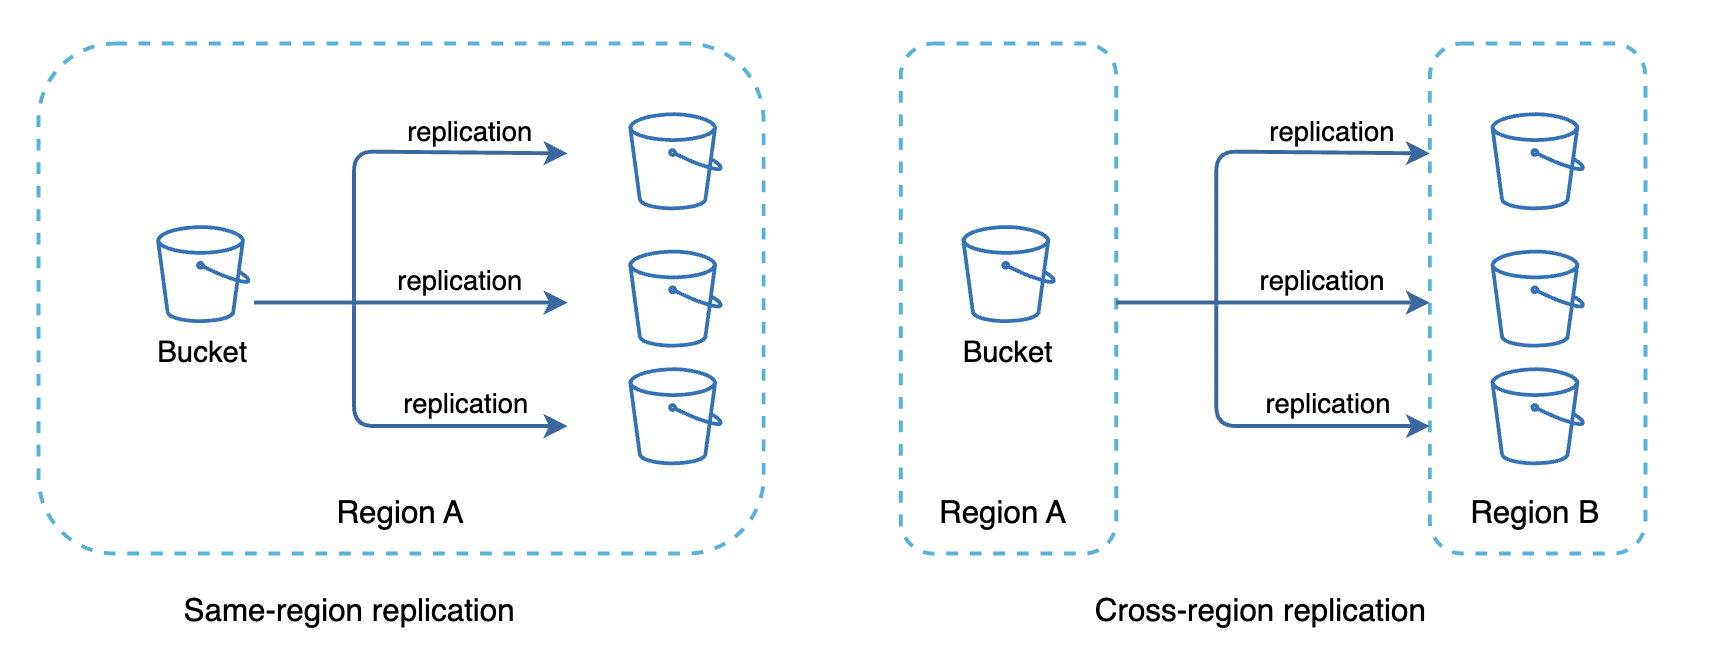 replication
replication
Bucket
replication
Region A
Same-region replication
replication
replication
Bucket
replication
Region A
Region B
Cross-region replication